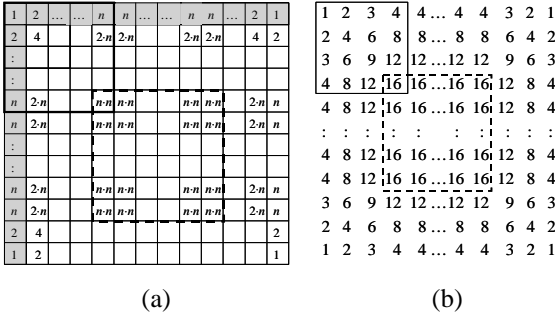 1 2 … … n … … n … … 2 1
2 4 2·n 2·n 2·n 2·n 4 2
:
:
n 2·n n·n n·n n·n n·n 2·n n
n 2·n n·n n·n n·n n·n 2·n n
:
:
n 2·n n·n n·n n·n n·n 2·n n
n 2·n n·n n·n n·n n·n 2·n n
2 4 2
1 2 1
(a)
1 2 3 4 4 … 4 4 3 2 1
2 4 6 8 8 … 8 8 6 4 2
3 6 9 12 12 … 12 12 9 6 3
4 8 12 16 16 … 16 16 12 8 4
4 8 12 16 16 … 16 16 12 8 4
: : : : : : : : : :
4 8 12 16 16 … 16 16 12 8 4
4 8 12 16 16 … 16 16 12 8 4
3 6 9 12 12 … 12 12 9 6 3
2 4 6 8 8 … 8 8 6 4 2
1 2 3 4 4 … 4 4 3 2 1
(b)